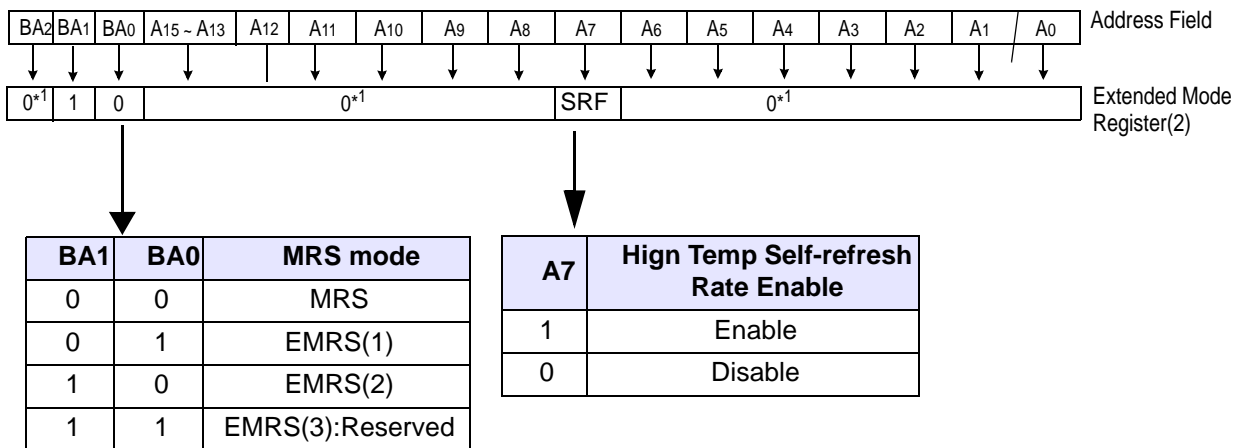 BA2 BA1 BA0 A15 ~ A13 A12 A11 A10 A9 A8 A7 A6 A5 A4 A3 A2 A1 A0 Address Field
0*1 1 0 0*1 SRF 0*1 Extended Mode
Register(2)
BA1 BA0 MRS mode
0 0 MRS
0 1 EMRS(1)
1 0 EMRS(2)
1 1 EMRS(3):Reserved
A7 Hign Temp Self-refresh
Rate Enable
1 Enable
0 Disable